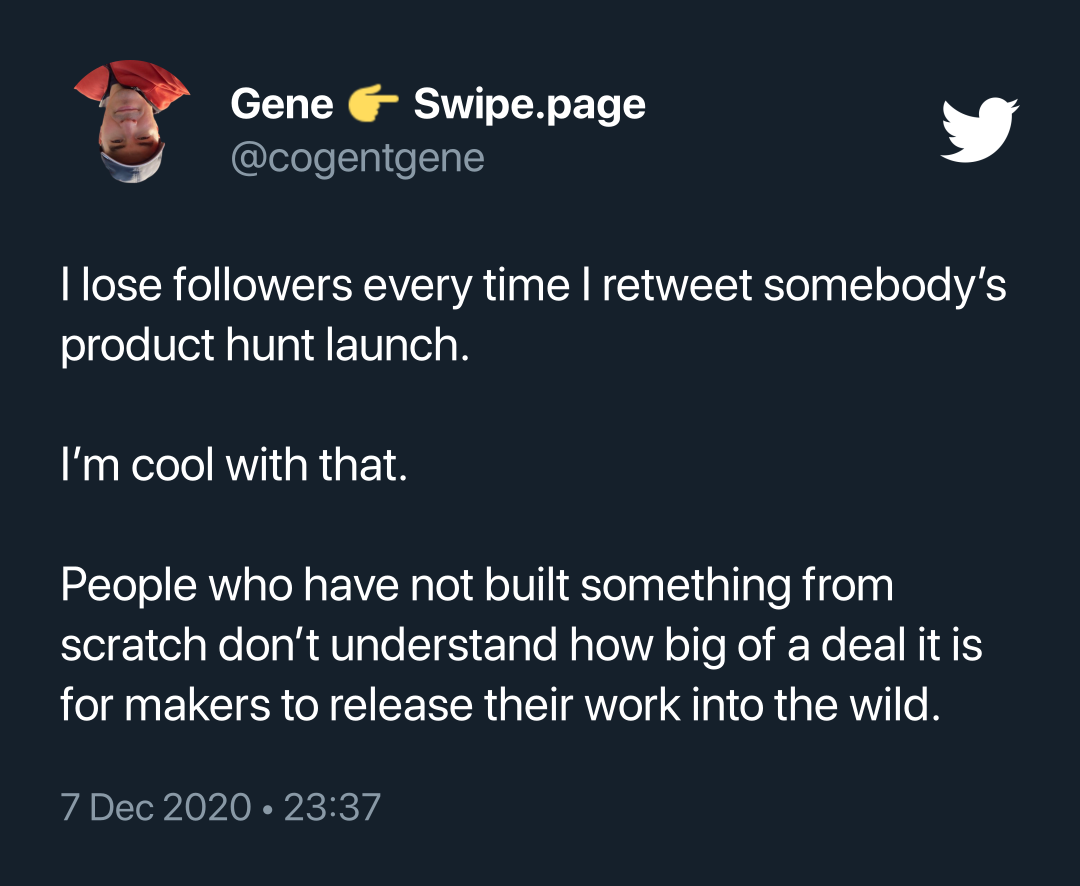 Gene 👉 Swipe.page
@cogentgene
I lose followers every time I retweet somebody’s
product hunt launch.
I’m cool with that.
People who have not built something from
scratch don’t understand how big of a deal it is
for makers to release their work into the wild.
7 Dec 2020 • 23:37